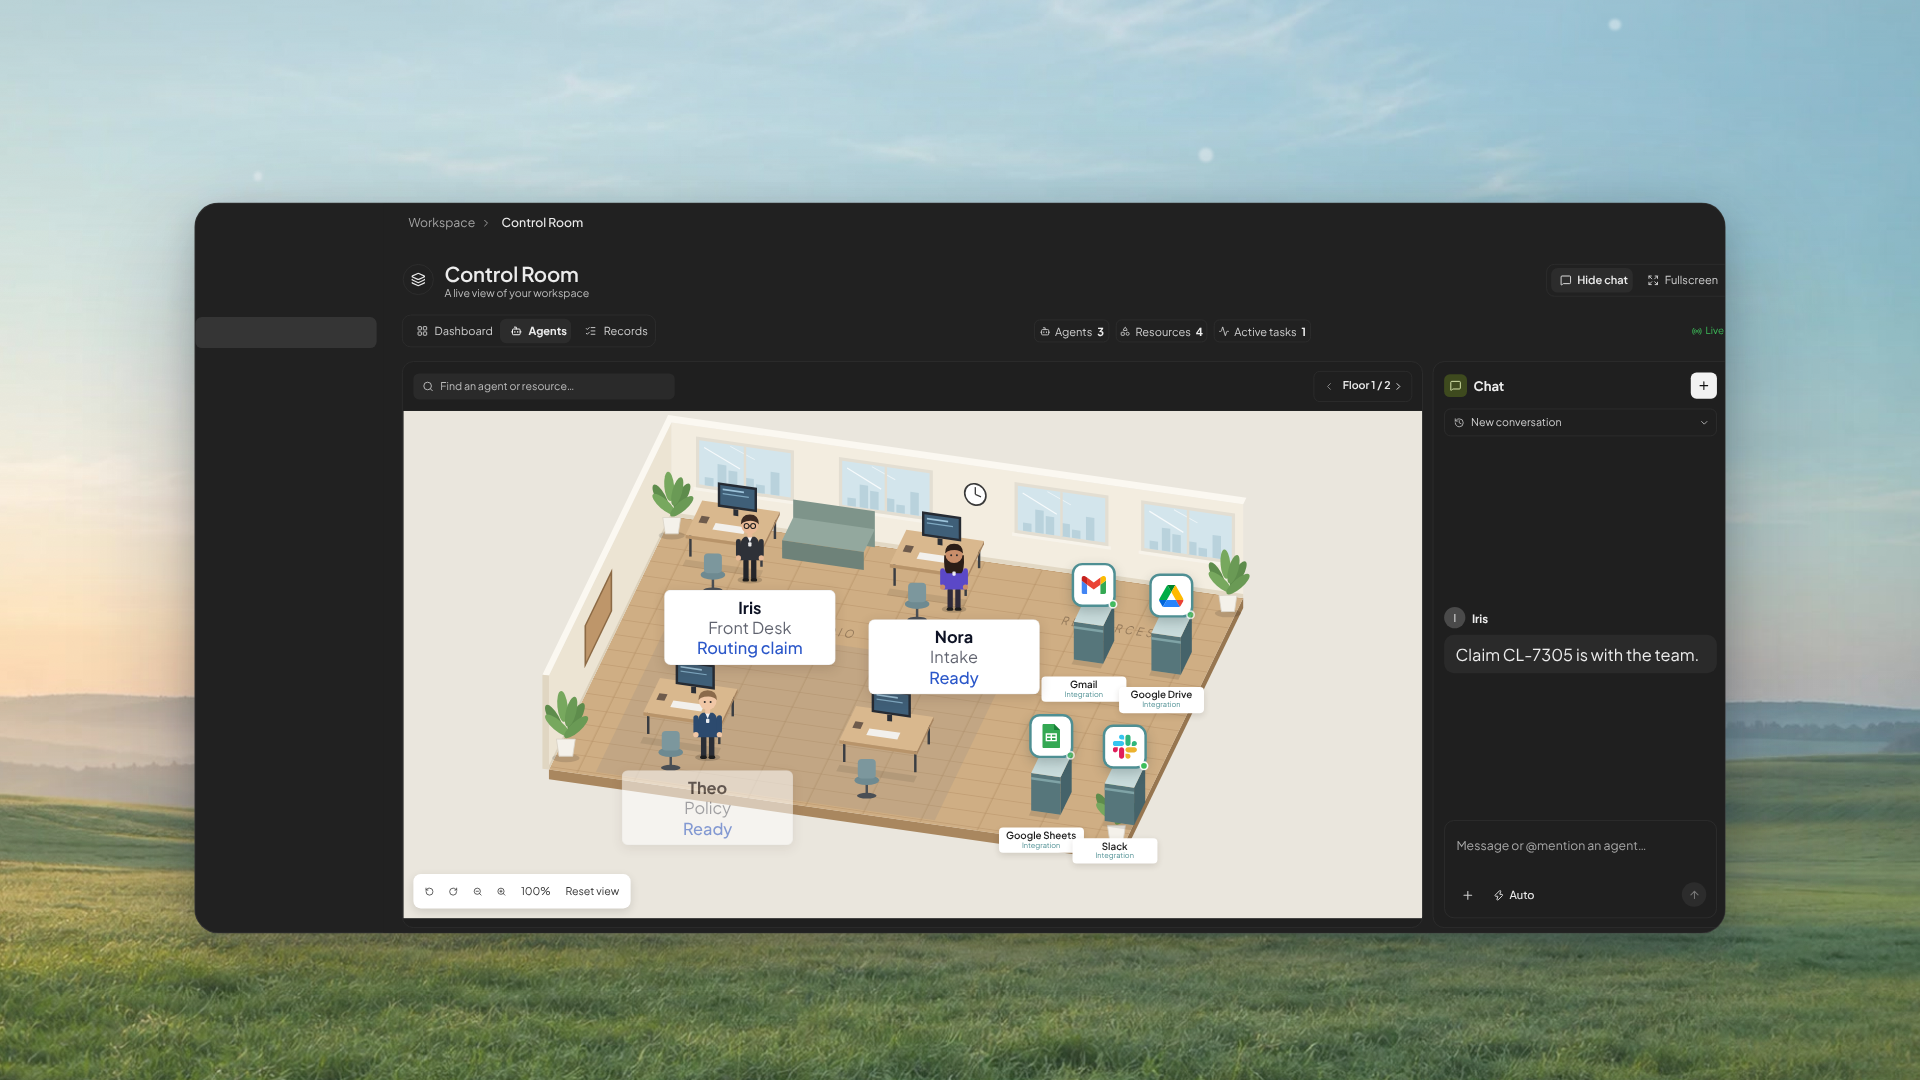 Workspace > Control Room
Control Room
A live view of your workspace
Hide chat
Fullscreen
Dashboard
Agents
Records
Agents 3
Resources 4
Active tasks 1
Live
Find an agent or resource...
Floor 1 / 2
Iris
Front Desk
Routing claim
Nora
Intake
Ready
Theo
Policy
Ready
Gmail
Integration
Google Drive
Integration
Google Sheets
Integration
Slack
Integration
100%
Reset view
Chat
New conversation
I
Iris
Claim CL-7305 is with the team.
Message or @mention an agent...
Auto